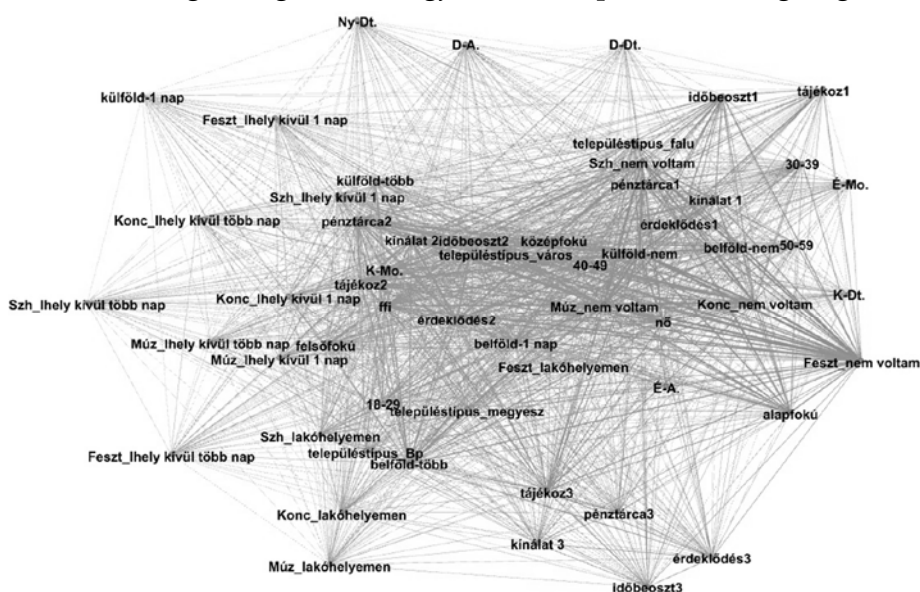 Ny-Dt.
D-A.
D-Dt.
külföld-1 nap
időbeoszt1
tájékoz1
Feszt_lhely kívül 1 nap
településtípus_falu
Szh_nem voltam
30-39
külföld-több
pénztárca1
É-Mo.
Szh_lhely kívül 1 nap
kínálat 1
Konc_lhely kívül több nap
pénztárca2
érdeklődés1
kínálat 2
időbeoszt2
középfokú
belföld-nem
50-59
településtípus_város
külföld-nem
40-49
K-Mo.
tájékoz2
K-Dt.
Szh_lhely kívül több nap
Konc_lhely kívül 1 nap
ffi
Múz_nem voltam
Konc_nem voltam
érdeklődés2
nő
Múz_lhely kívül több nap
felsőfokú
belföld-1 nap
Múz_lhely kívül 1 nap
Feszt_nem voltam
Feszt_lakóhelyemen
É-A.
18-29
településtípus_megyesz
alapfokú
Szh_lakóhelyemen
településtípus_Bp
Feszt_lhely kívül több nap
belföld-több
tájékoz3
Konc_lakóhelyemen
pénztárca3
kínálat 3
érdeklődés3
Múz_lakóhelyemen
időbeoszt3